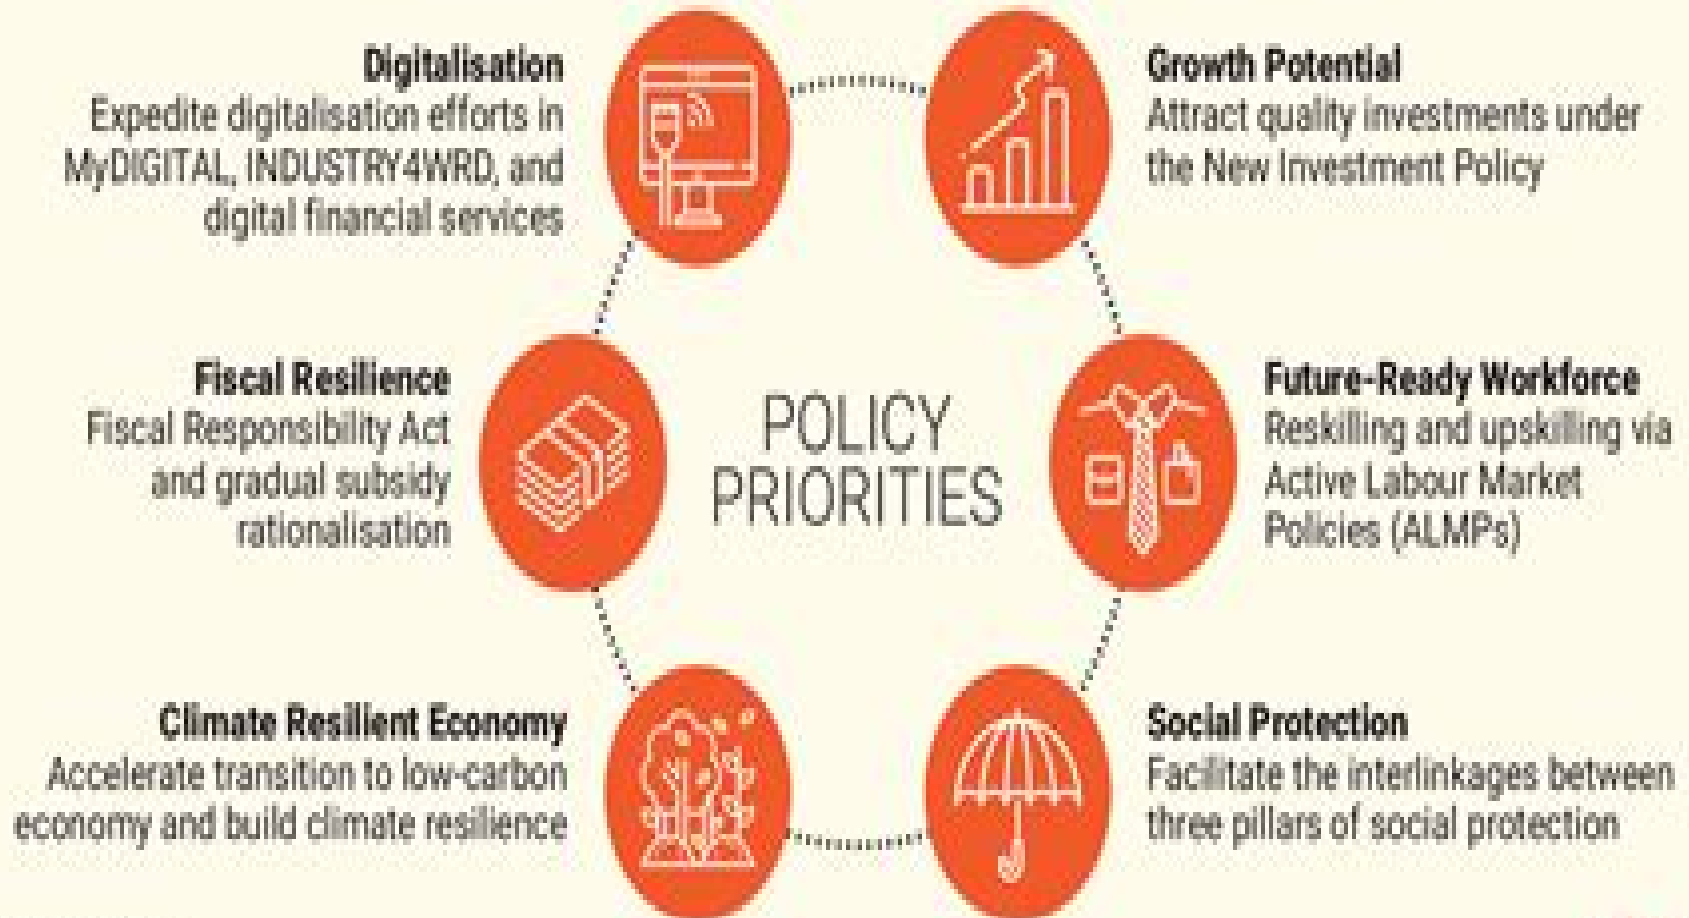 Digitalisation
Expedite digitalisation efforts in
MyDIGITAL, INDUSTRY4WRD, and
digital financial services
Growth Potential
Attract quality investments under
the New Investment Policy
Fiscal Resilience
Fiscal Responsibility Act
and gradual subsidy
rationalisation
POLICY
PRIORITIES
Future-Ready Workforce
Reskilling and upskilling via
Active Labour Market
Policies (ALMPs)
Climate Resilient Economy
Accelerate transition to low-carbon
economy and build climate resilience
Social Protection
Facilitate the interlinkages between
three pillars of social protection